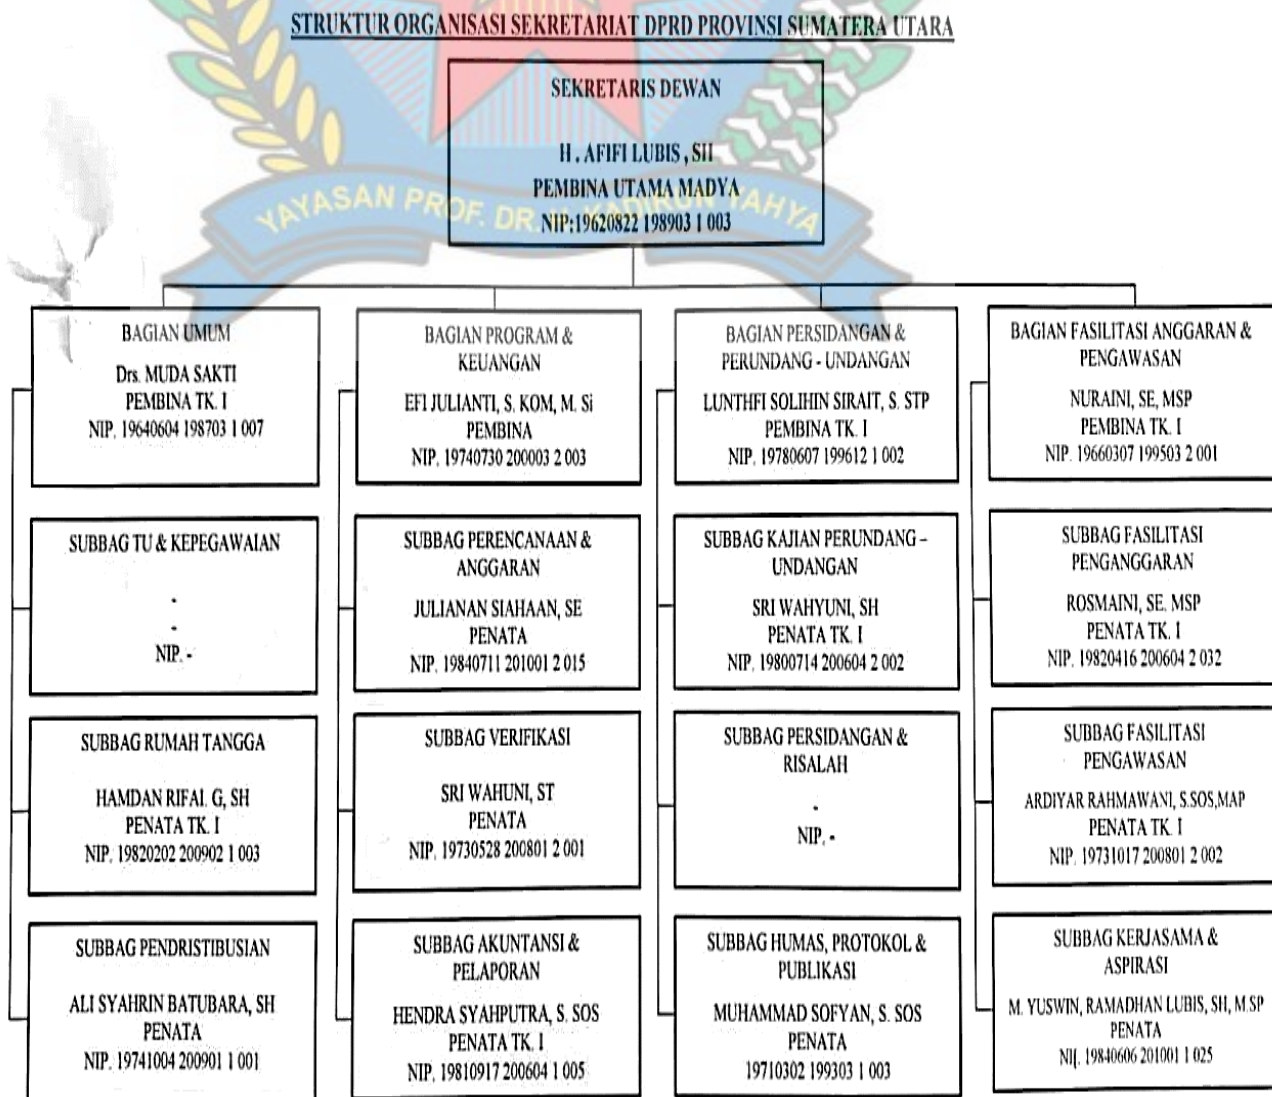 STRUKTUR ORGANISASI SEKRETARIAT DPRD PROVINSI SUMATERA UTARA
SEKRETARIS DEWAN
H . AFIFI LUBIS , SH
PEMBINA UTAMA MADYA
NIP:19620822 198903 1 003
YAYASAN PROF. DR. H. KADIRUN YAHYA
BAGIAN UMUM
Drs. MUDA SAKTI
PEMBINA TK. I
NIP. 19640604 198703 1 007
BAGIAN PROGRAM &
KEUANGAN
EFI JULIANTI, S. KOM, M. Si
PEMBINA
NIP. 19740730 200003 2 003
BAGIAN PERSIDANGAN &
PERUNDANG - UNDANGAN
LUNTHFI SOLIHIN SIRAIT, S. STP
PEMBINA TK. I
NIP. 19780607 199612 1 002
BAGIAN FASILITASI ANGGARAN &
PENGAWASAN
NURAINI, SE, MSP
PEMBINA TK. I
NIP. 19660307 199503 2 001
SUBBAG TU & KEPEGAWAIAN
-
-
NIP. -
SUBBAG PERENCANAAN &
ANGGARAN
JULIANAN SIAHAAN, SE
PENATA
NIP. 19840711 201001 2 015
SUBBAG KAJIAN PERUNDANG –
UNDANGAN
SRI WAHYUNI, SH
PENATA TK. I
NIP. 19800714 200604 2 002
SUBBAG FASILITASI
PENGANGGARAN
ROSMAINI, SE. MSP
PENATA TK. I
NIP. 19820416 200604 2 032
SUBBAG RUMAH TANGGA
HAMDAN RIFAI. G, SH
PENATA TK. I
NIP. 19820202 200902 1 003
SUBBAG VERIFIKASI
SRI WAHUNI, ST
PENATA
NIP. 19730528 200801 2 001
SUBBAG PERSIDANGAN &
RISALAH
-
NIP. -
SUBBAG FASILITASI
PENGAWASAN
ARDIYAR RAHMAWANI, S.SOS,MAP
PENATA TK. I
NIP. 19731017 200801 2 002
SUBBAG PENDRISTIBUSIAN
ALI SYAHRIN BATUBARA, SH
PENATA
NIP. 19741004 200901 1 001
SUBBAG AKUNTANSI &
PELAPORAN
HENDRA SYAHPUTRA, S. SOS
PENATA TK. I
NIP. 19810917 200604 1 005
SUBBAG HUMAS, PROTOKOL &
PUBLIKASI
MUHAMMAD SOFYAN, S. SOS
PENATA
19710302 199303 1 003
SUBBAG KERJASAMA &
ASPIRASI
M. YUSWIN, RAMADHAN LUBIS, SH, M.SP
PENATA
NIP. 19840606 201001 1 025